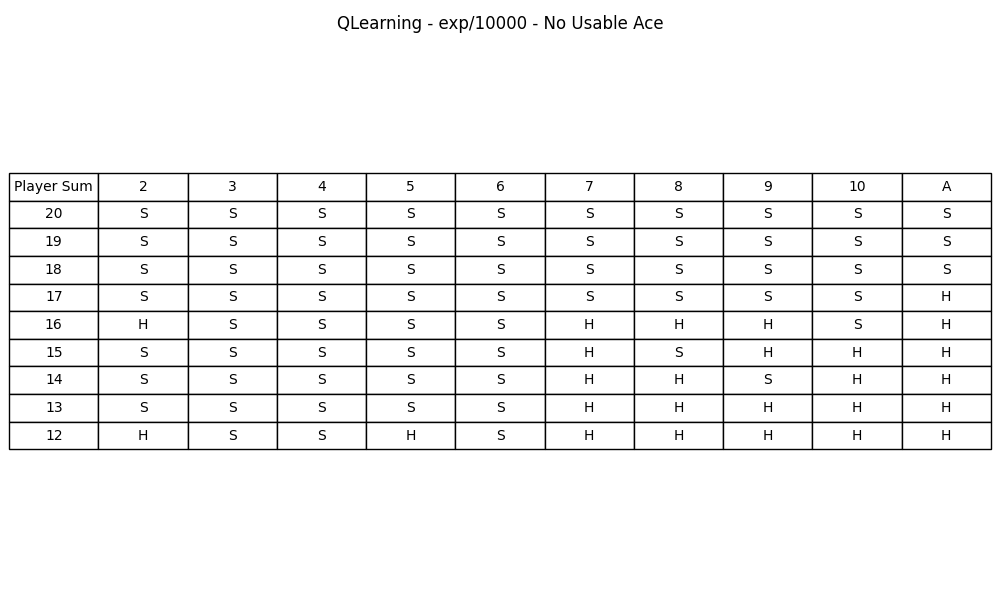 QLearning - exp/10000 - No Usable Ace
Player Sum 2 3 4 5 6 7 8 9 10 A
20 S S S S S S S S S S
19 S S S S S S S S S S
18 S S S S S S S S S S
17 S S S S S S S S S H
16 H S S S S H H H S H
15 S S S S S H S H H H
14 S S S S S H H S H H
13 S S S S S H H H H H
12 H S S H S H H H H H